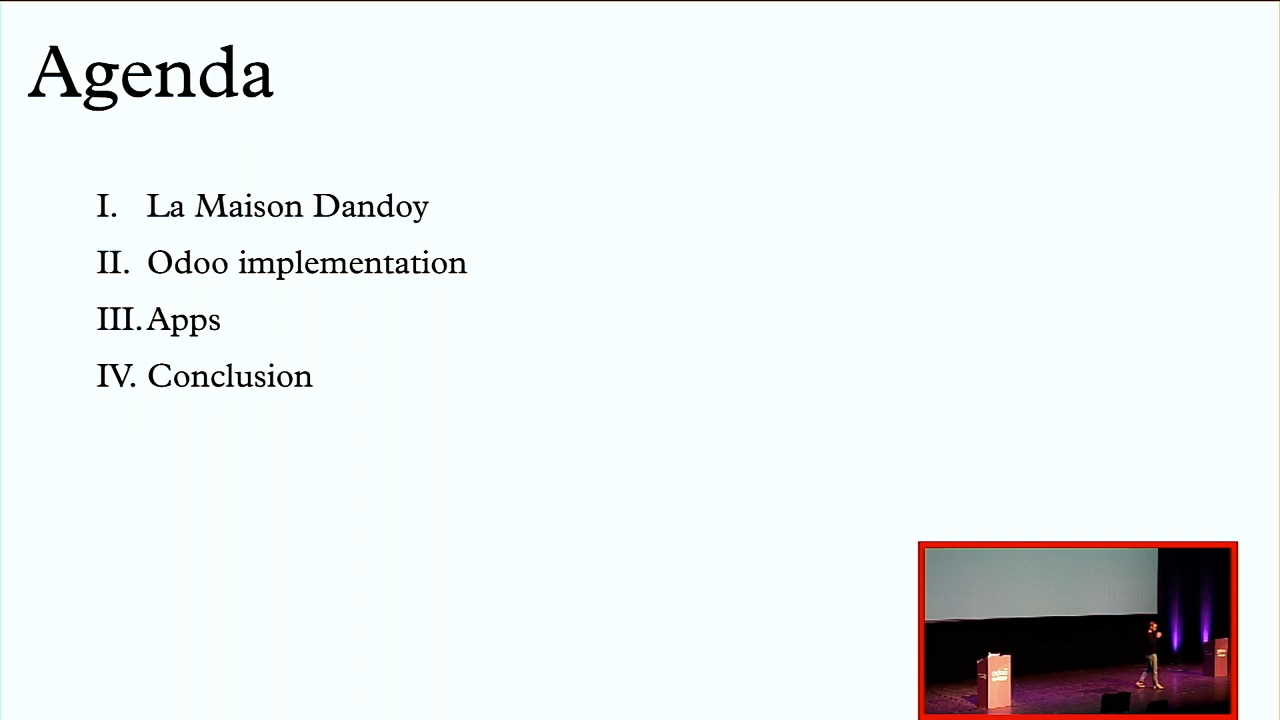 Agenda
I. La Maison Dandoy
II. Odoo implementation
III. Apps
IV. Conclusion